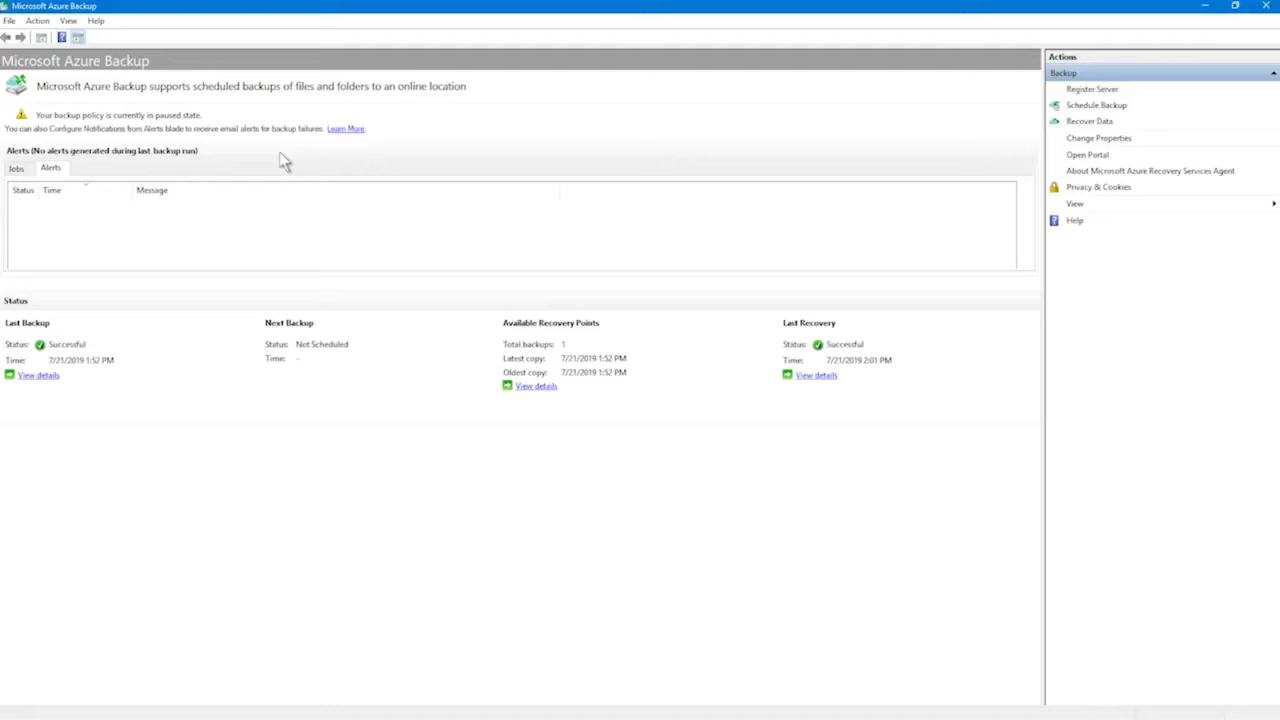 Microsoft Azure Backup
File Action View Help
Microsoft Azure Backup
Microsoft Azure Backup supports scheduled backups of files and folders to an online location
Your backup policy is currently in paused state.
You can also Configure Notifications from Alerts blade to receive email alerts for backup failures. Learn More.
Alerts (No alerts generated during last backup run)
Jobs Alerts
Status Time Message
Status
Last Backup
Status: Successful
Time: 7/21/2019 1:52 PM
View details
Next Backup
Status: Not Scheduled
Time: -
Available Recovery Points
Total backups: 1
Latest copy: 7/21/2019 1:52 PM
Oldest copy: 7/21/2019 1:52 PM
View details
Last Recovery
Status: Successful
Time: 7/21/2019 2:01 PM
View details
Actions
Backup
Register Server
Schedule Backup
Recover Data
Change Properties
Open Portal
About Microsoft Azure Recovery Services Agent
Privacy & Cookies
View
Help